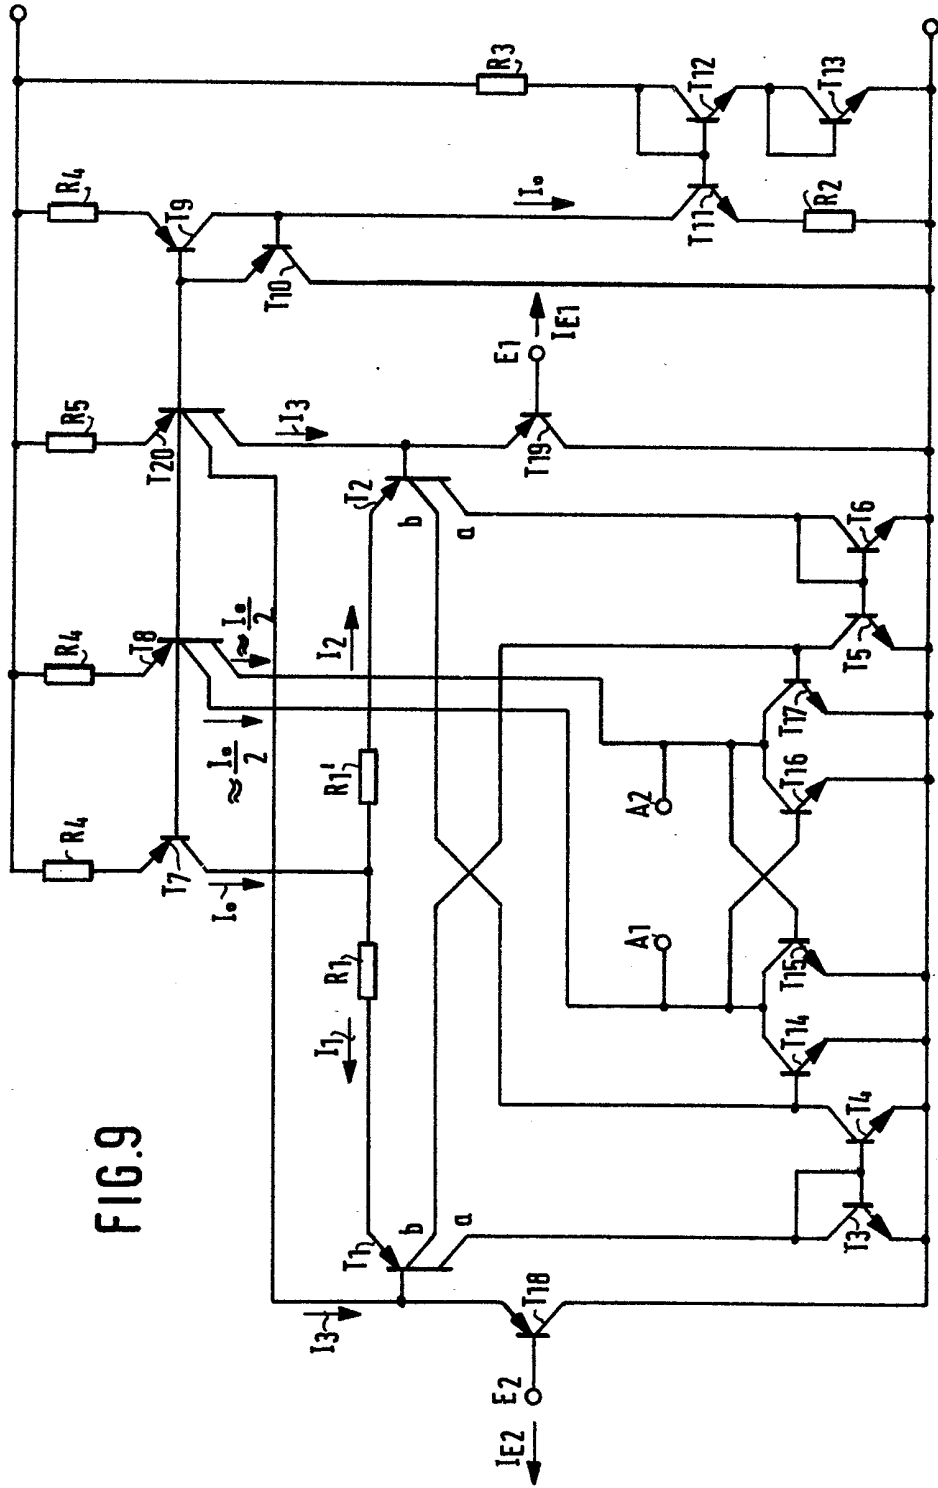 FIG.9
R4
R4
R5
R4
T7
T8
T20
T9
I₀
≈ I₀/2
≈ I₀/2
T10
I3
I3
R1
R1'
I1
I2
T1
T2
b
a
b
a
R3
E2
IE2
T18
E1
IE1
T19
I₀
A1
A2
T11
T12
R2
T13
T3
T4
T14
T15
T16
T17
T5
T6